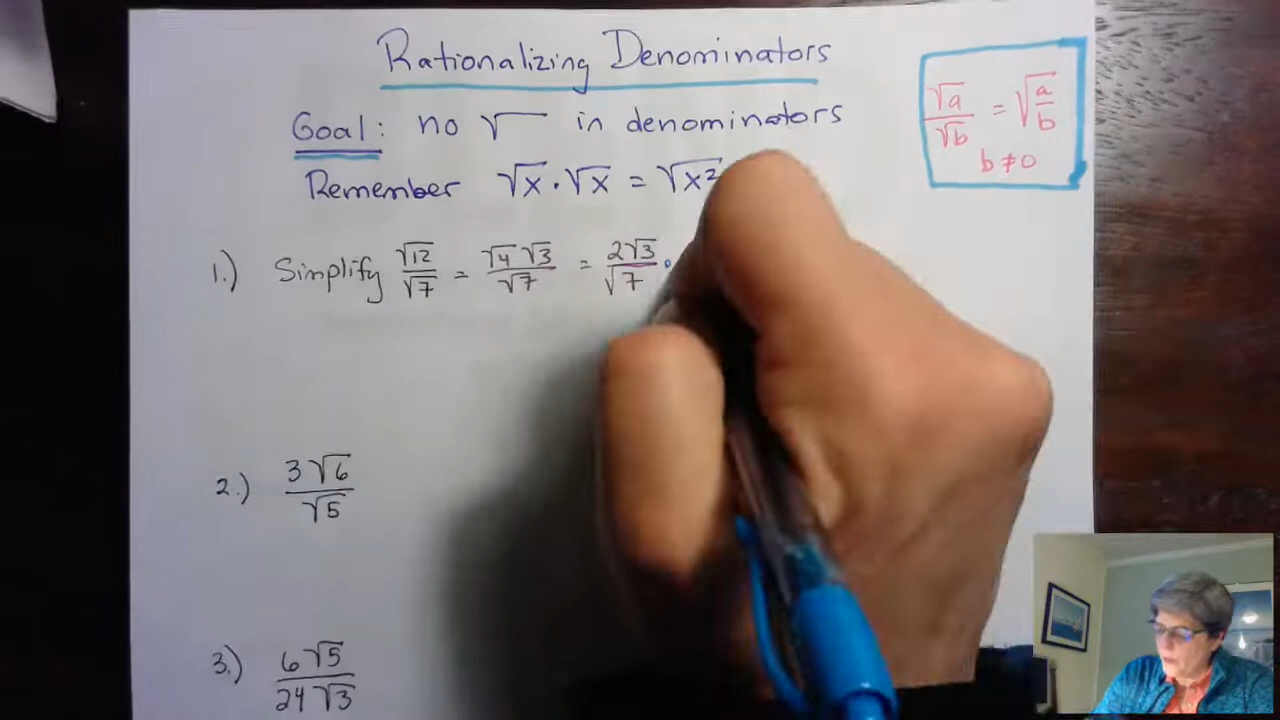 Rationalizing Denominators
Goal: no √ in denominators
Remember √x · √x = √x²
√a/√b = √(a/b)
b ≠ 0
1.) Simplify √12/√7 = √4 √3/√7 = 2√3/√7 ·
2.) 3√6/√5
3.) 6√5/24√3